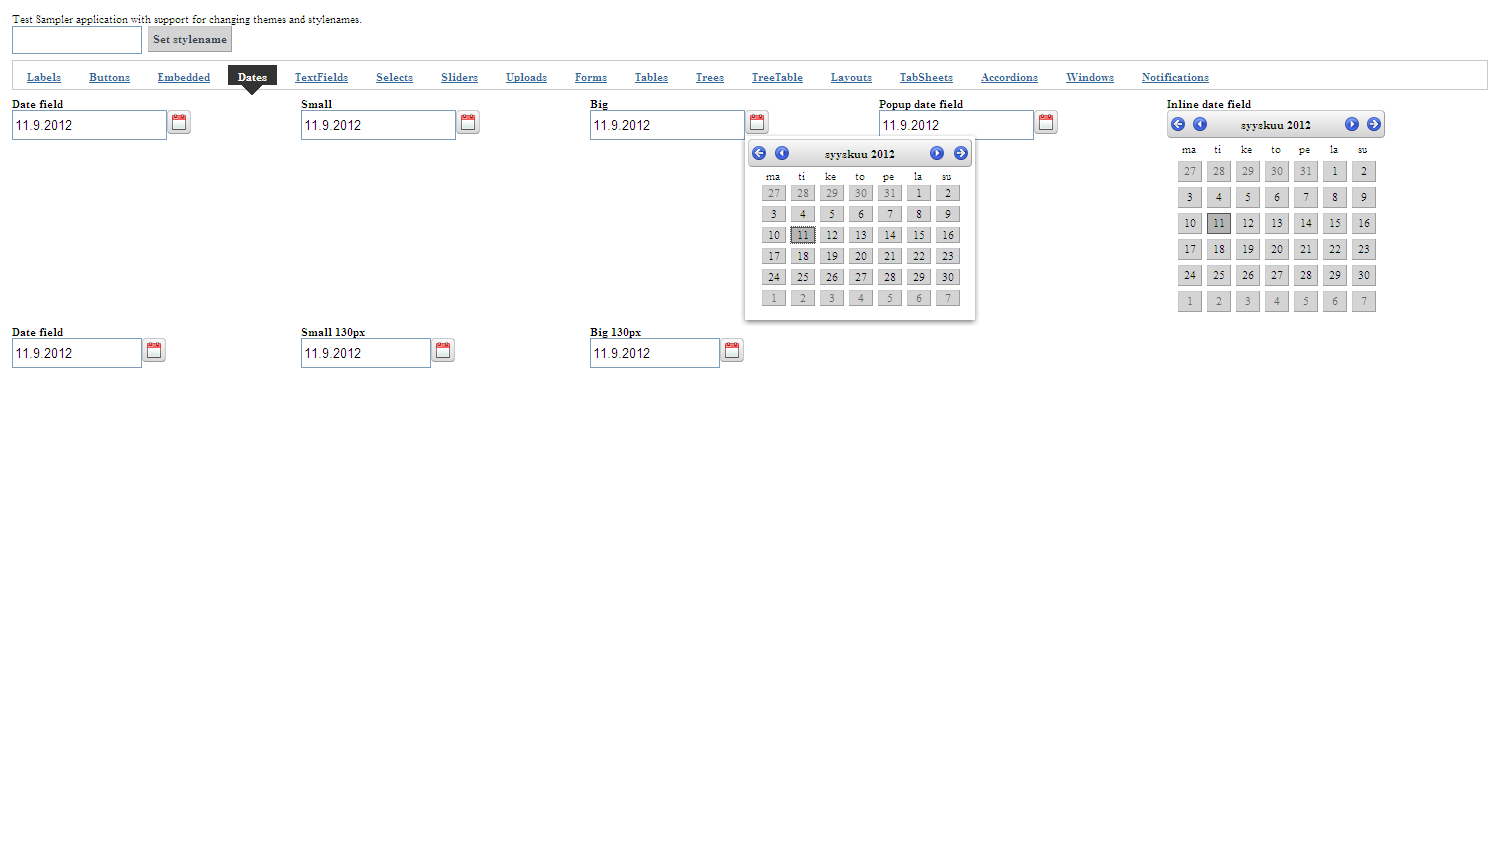 Test Sampler application with support for changing themes and stylenames.
Set stylename
Labels Buttons Embedded Dates TextFields Selects Sliders Uploads Forms Tables Trees TreeTable Layouts TabSheets Accordions Windows Notifications
Date field Small Big Popup date field Inline date field
11.9.2012 11.9.2012 11.9.2012 11.9.2012
syyskuu 2012
ma ti ke to pe la su
27 28 29 30 31 1 2
3 4 5 6 7 8 9
10 11 12 13 14 15 16
17 18 19 20 21 22 23
24 25 26 27 28 29 30
1 2 3 4 5 6 7
syyskuu 2012
ma ti ke to pe la su
27 28 29 30 31 1 2
3 4 5 6 7 8 9
10 11 12 13 14 15 16
17 18 19 20 21 22 23
24 25 26 27 28 29 30
1 2 3 4 5 6 7
Date field Small 130px Big 130px
11.9.2012 11.9.2012 11.9.2012